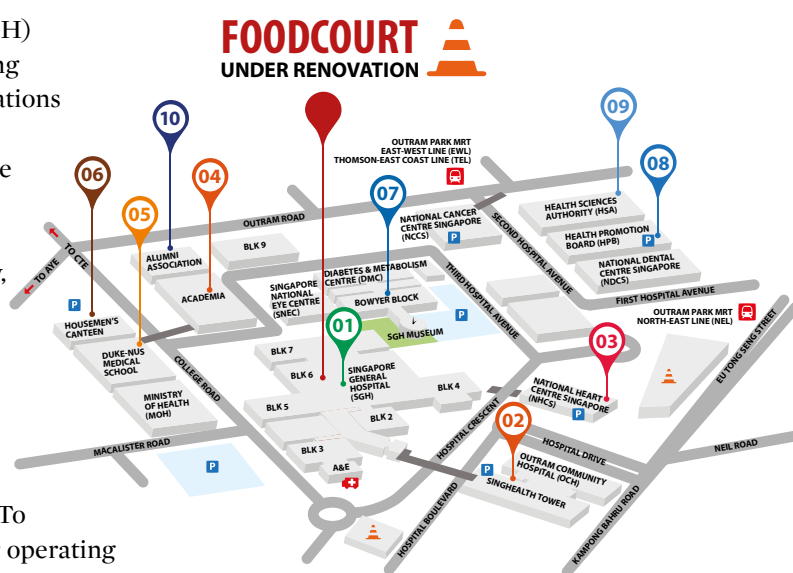 H)
ng
ations
e
,
To
operating
FOODCOURT
UNDER RENOVATION
10
09
08
06
05
04
07
01
03
02
OUTRAM PARK MRT
EAST-WEST LINE (EWL)
THOMSON-EAST COAST LINE (TEL)
OUTRAM ROAD
TO CTE
TO AYE
ALUMNI
ASSOCIATION
BLK 9
ACADEMIA
NATIONAL CANCER
CENTRE SINGAPORE
(NCCS)
P
SECOND HOSPITAL AVENUE
HEALTH SCIENCES
AUTHORITY (HSA)
HEALTH PROMOTION
BOARD (HPB)
P
NATIONAL DENTAL
CENTRE SINGAPORE
(NDCS)
FIRST HOSPITAL AVENUE
DIABETES & METABOLISM
CENTRE (DMC)
SINGAPORE
NATIONAL
EYE CENTRE
(SNEC)
BOWYER BLOCK
SGH MUSEUM
P
THIRD HOSPITAL AVENUE
OUTRAM PARK MRT
NORTH-EAST LINE (NEL)
EU TONG SENG STREET
P
HOUSEMEN'S
CANTEEN
DUKE-NUS
MEDICAL
SCHOOL
MINISTRY
OF HEALTH
(MOH)
COLLEGE ROAD
MACALISTER ROAD
P
BLK 7
BLK 6
BLK 5
BLK 3
BLK 2
BLK 4
A&E
SINGAPORE
GENERAL
HOSPITAL
(SGH)
HOSPITAL CRESCENT
NATIONAL HEART
CENTRE SINGAPORE
(NHCS)
P
HOSPITAL DRIVE
OUTRAM COMMUNITY
HOSPITAL (OCH)
P
SINGHEALTH TOWER
HOSPITAL BOULEVARD
NEIL ROAD
KAMPONG BAHRU ROAD